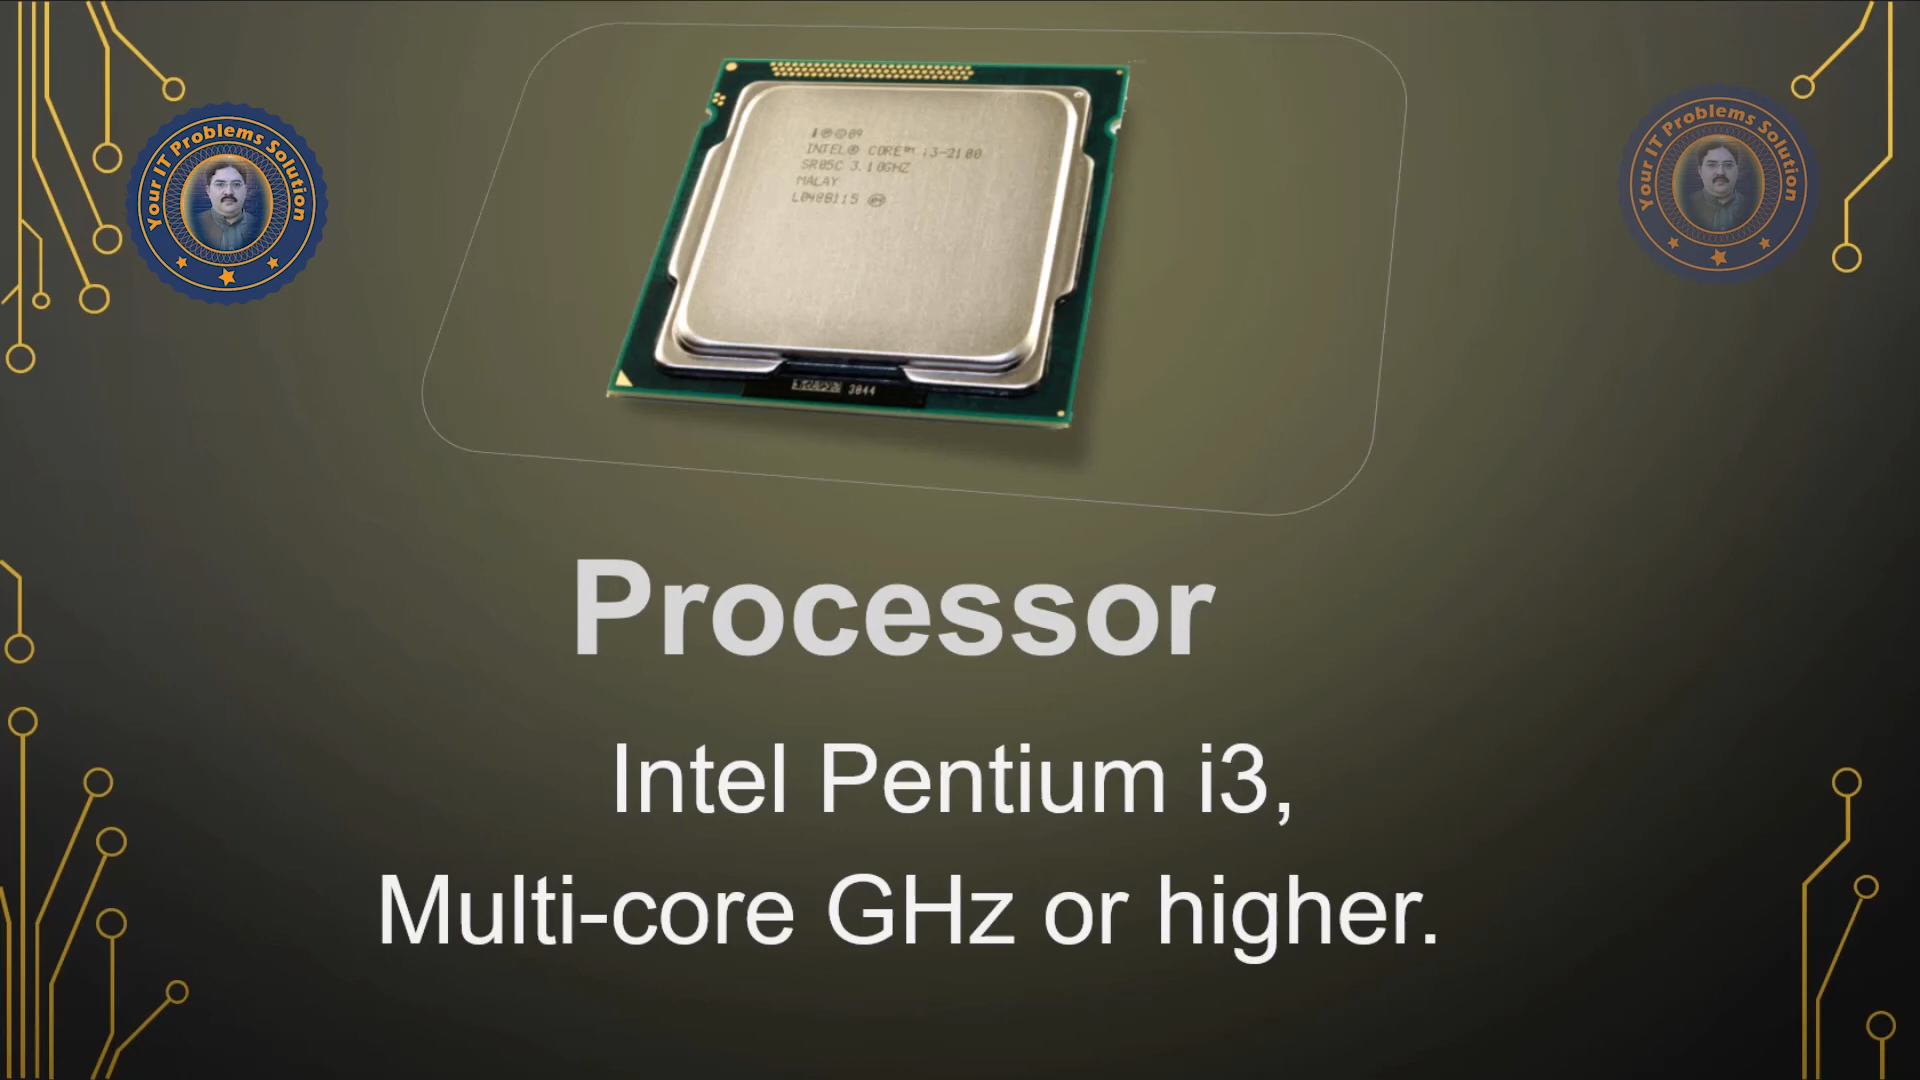 Your IT Problems Solution
Your IT Problems Solution
INTEL® CORE™ i3-2100
SR05C 3.10GHZ
MALAY
L048B115
3044
Processor
Intel Pentium i3,
Multi-core GHz or higher.